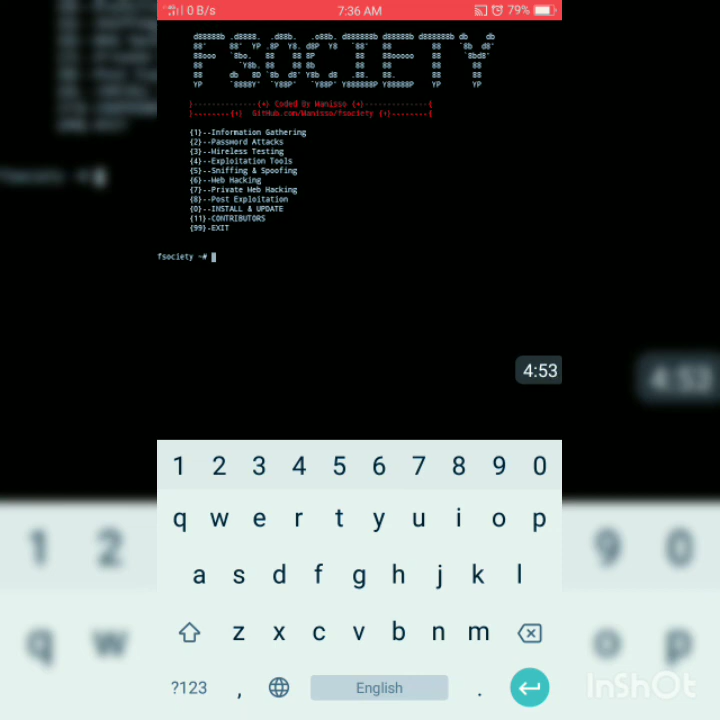 0 B/s 7:36 AM 79%
FSOCIETY
}--------------{+} Coded By Manisso {+}--------------{
}--------{+} GitHub.com/Manisso/fsociety {+}--------{
{1}--Information Gathering
{2}--Password Attacks
{3}--Wireless Testing
{4}--Exploitation Tools
{5}--Sniffing & Spoofing
{6}--Web Hacking
{7}--Private Web Hacking
{8}--Post Exploitation
{0}--INSTALL & UPDATE
{11}-CONTRIBUTORS
{99}-EXIT
fsociety ~#
4:53
1 2 3 4 5 6 7 8 9 0
q w e r t y u i o p
a s d f g h j k l
z x c v b n m
?123 , English .
InShOt